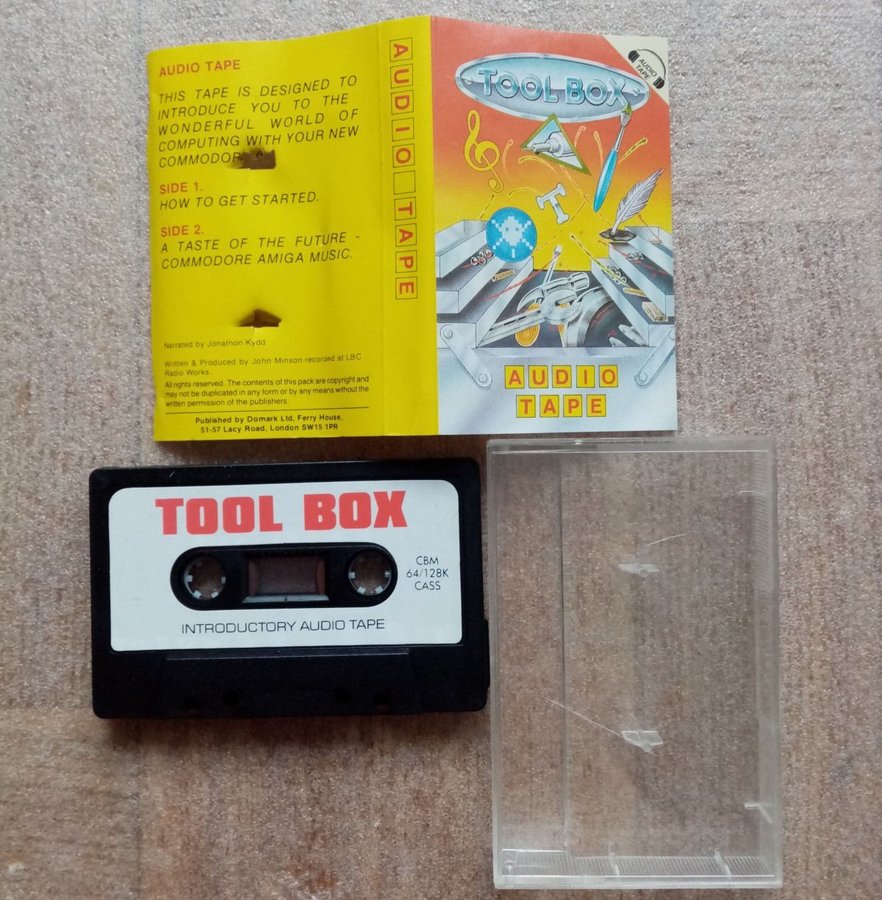 AUDIO TAPE
THIS TAPE IS DESIGNED TO
INTRODUCE YOU TO THE
WONDERFUL WORLD OF
COMPUTING WITH YOUR NEW
SIDE 1.
HOW TO GET STARTED.
SIDE 2.
A TASTE OF THE FUTURE -
COMMODORE AMIGA MUSIC.
Narrated by Jonathon Kydd
Written & Produced by John Minson recorded at LBC
Radio Works.
All rights reserved. The contents of this pack are copyright and
may not be duplicated in any form or by any means without the
written permission of the publishers.
Published by Domark Ltd, Ferry House,
51-57 Lacy Road, London SW15 1PR
AUDIO TAPE
TOOL BOX
AUDIO
TAPE
T
AUDIO
TAPE
TOOL BOX
CBM
64/128K
CASS
INTRODUCTORY AUDIO TAPE